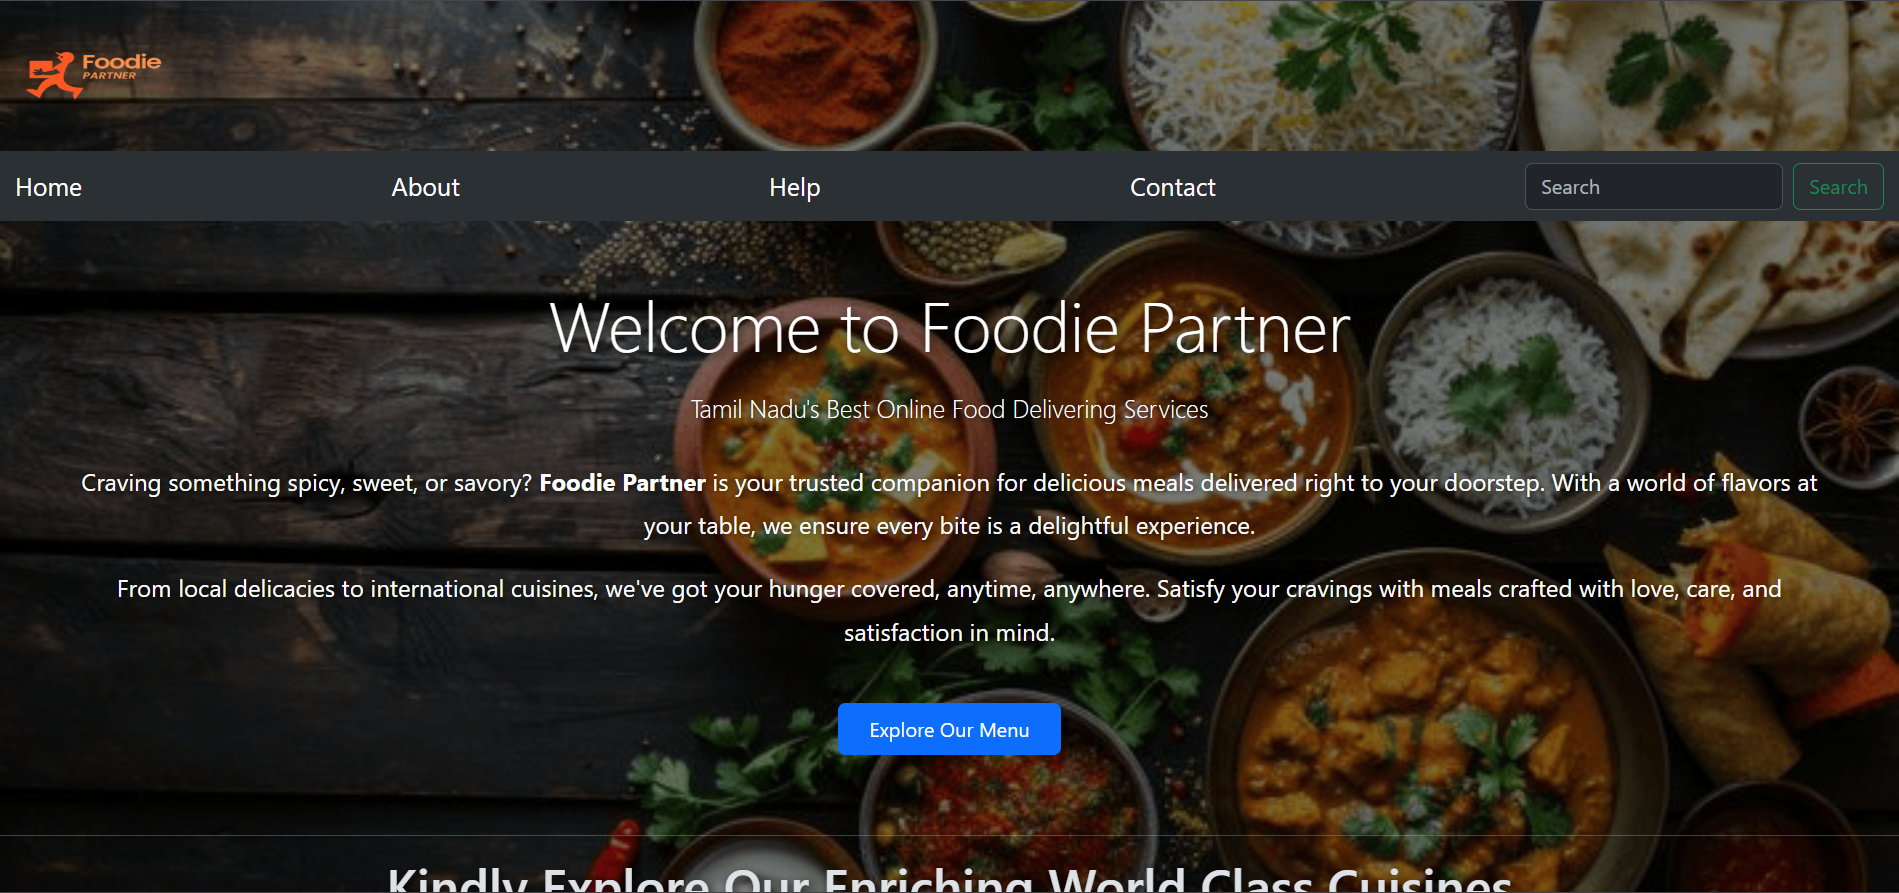 Foodie
PARTNER
Home About Help Contact Search Search
Welcome to Foodie Partner
Tamil Nadu's Best Online Food Delivering Services
Craving something spicy, sweet, or savory? Foodie Partner is your trusted companion for delicious meals delivered right to your doorstep. With a world of flavors at
your table, we ensure every bite is a delightful experience.
From local delicacies to international cuisines, we've got your hunger covered, anytime, anywhere. Satisfy your cravings with meals crafted with love, care, and
satisfaction in mind.
Explore Our Menu
Kindly Explore Our Enriching World Class Cuisines